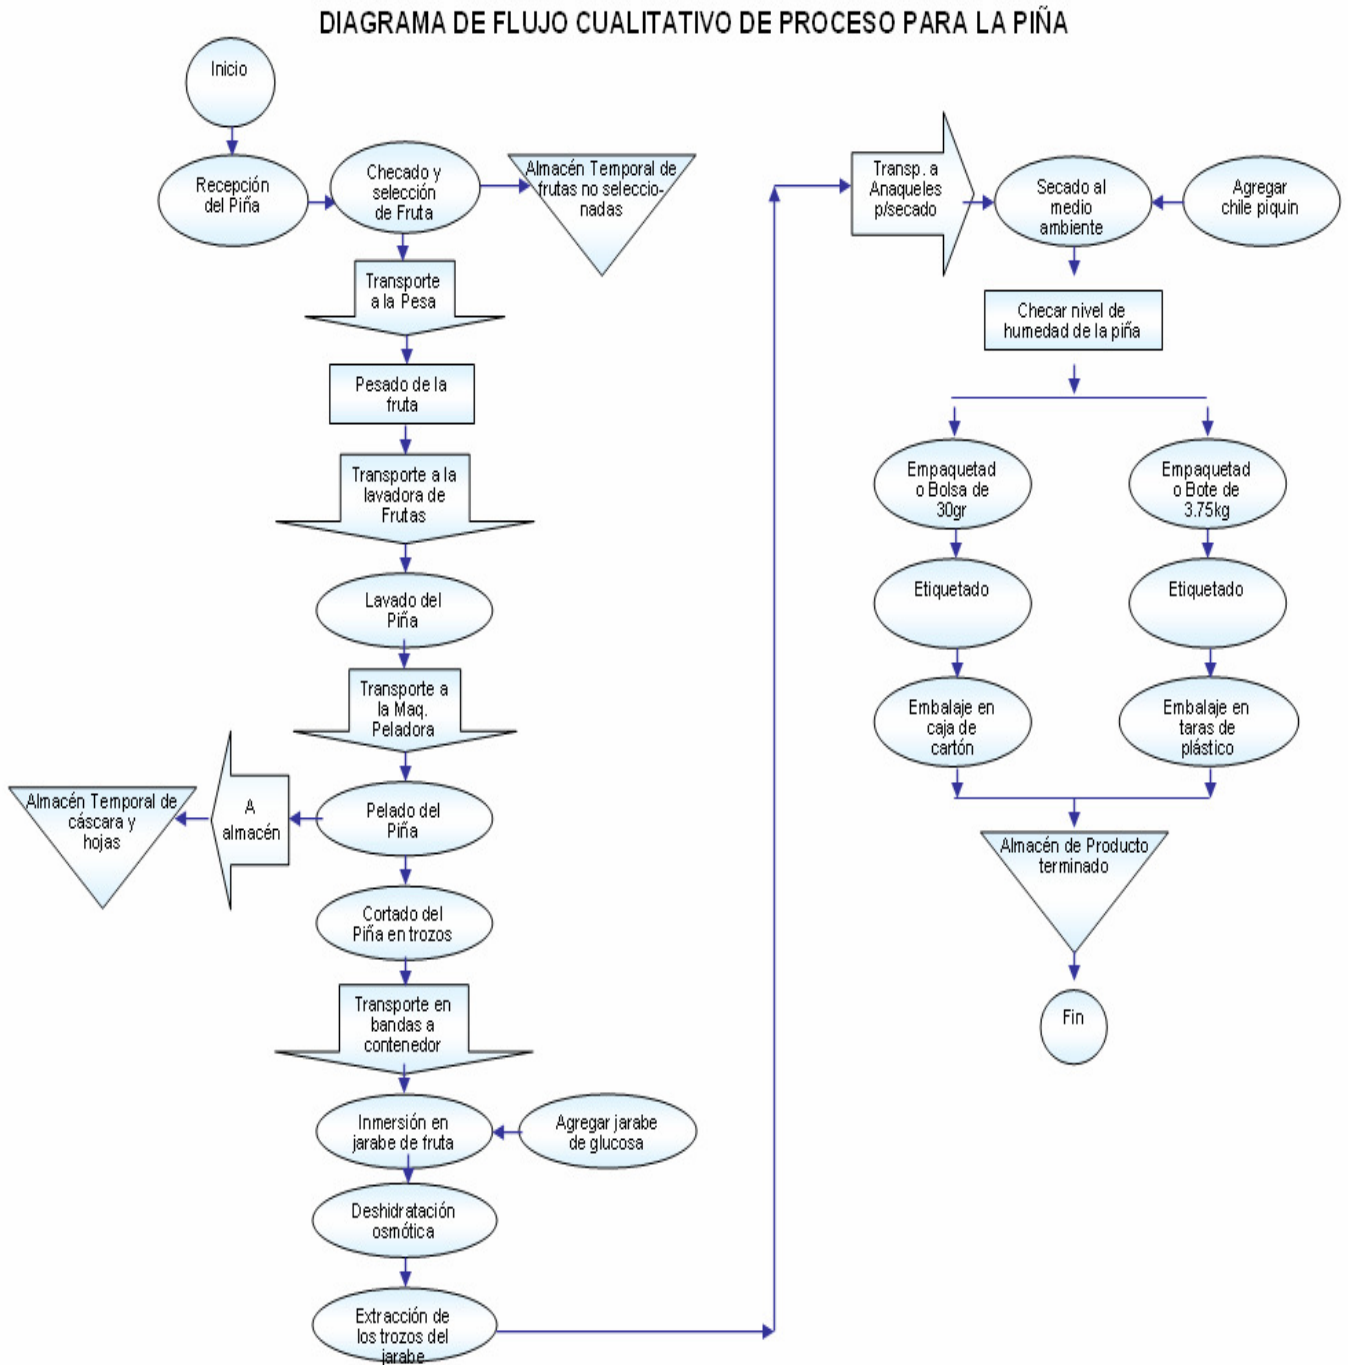 DIAGRAMA DE FLUJO CUALITATIVO DE PROCESO PARA LA PIÑA
Inicio
Recepción
del Piña
Checado y
selección
de Fruta
Almacén Temporal de
frutas no seleccio-
nadas
Transporte
a la Pesa
Pesado de la
fruta
Transporte a la
lavadora de
Frutas
Lavado del
Piña
Transporte a
la Maq.
Peladora
Pelado del
Piña
A
almacén
Almacén Temporal de
cáscara y
hojas
Cortado del
Piña en trozos
Transporte en
bandas a
contenedor
Inmersión en
jarabe de fruta
Agregar jarabe
de glucosa
Deshidratación
osmótica
Extracción de
los trozos del
jarabe
Transp. a
Anaqueles
p/secado
Secado al
medio
ambiente
Agregar
chile piquin
Checar nivel de
humedad de la piña
Empaquetad
o Bolsa de
30gr
Empaquetad
o Bote de
3.75kg
Etiquetado
Etiquetado
Embalaje en
caja de
cartón
Embalaje en
taras de
plástico
Almacén de Producto
terminado
Fin